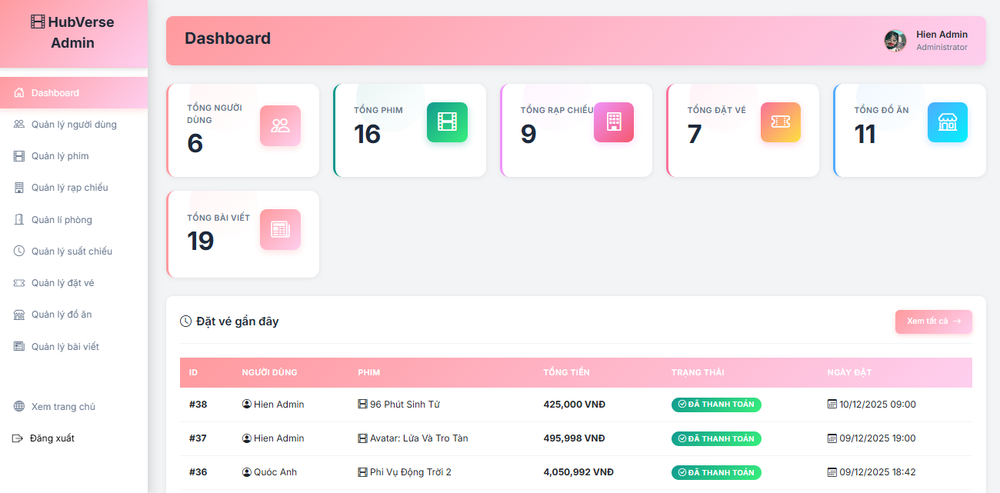 HubVerse
Admin
Dashboard
Quản lý người dùng
Quản lý phim
Quản lý rạp chiếu
Quản lí phòng
Quản lý suất chiếu
Quản lý đặt vé
Quản lý đồ ăn
Quản lý bài viết
Xem trang chủ
Đăng xuất
Dashboard
Hien Admin
Administrator
TỔNG NGƯỜI
DÙNG
6
TỔNG PHIM
16
TỔNG RẠP CHIẾU
9
TỔNG ĐẶT VÉ
7
TỔNG ĐỒ ĂN
11
TỔNG BÀI VIẾT
19
Đặt vé gần đây
Xem tất cả
ID NGƯỜI DÙNG PHIM TỔNG TIỀN TRẠNG THÁI NGÀY ĐẶT
#38 Hien Admin 96 Phút Sinh Tử 425,000 VNĐ ĐÃ THANH TOÁN 10/12/2025 09:00
#37 Hien Admin Avatar: Lửa Và Tro Tàn 495,998 VNĐ ĐÃ THANH TOÁN 09/12/2025 19:00
#36 Quóc Anh Phi Vụ Động Trời 2 4,050,992 VNĐ ĐÃ THANH TOÁN 09/12/2025 18:42